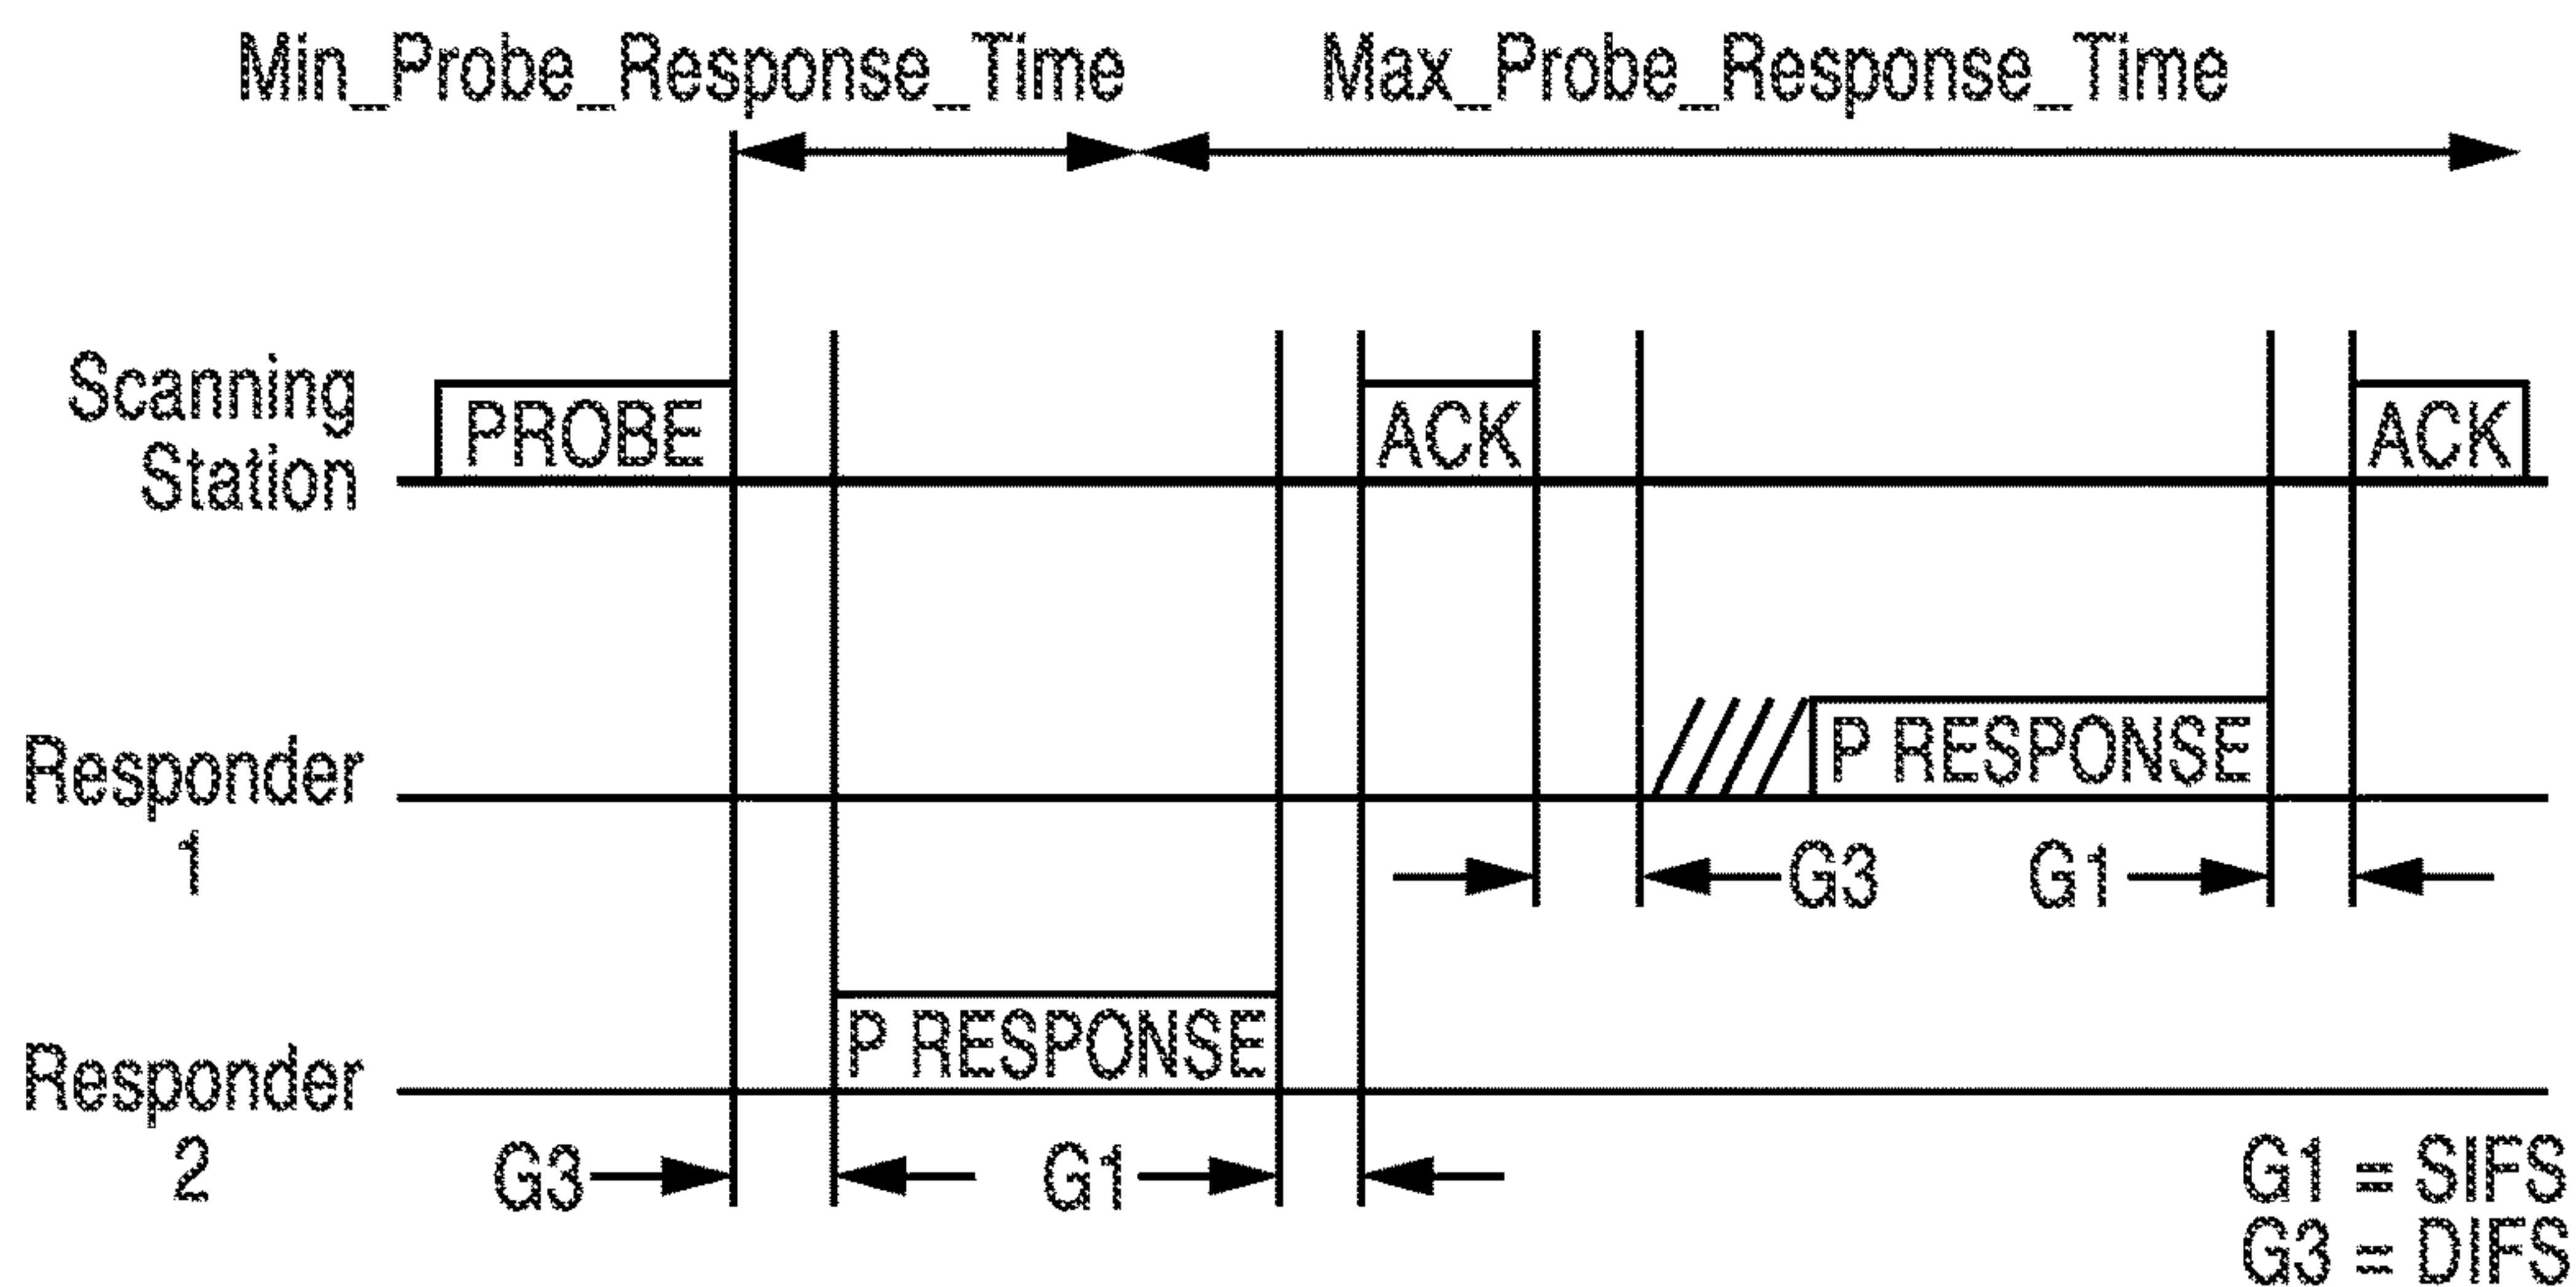 Min_Probe_Response_Time
Max_Probe_Response_Time
Scanning
Station
PROBE
ACK
ACK
Responder
1
P RESPONSE
G3
G1
Responder
2
P RESPONSE
G3
G1
G1 = SIFS
G3 = DIFS